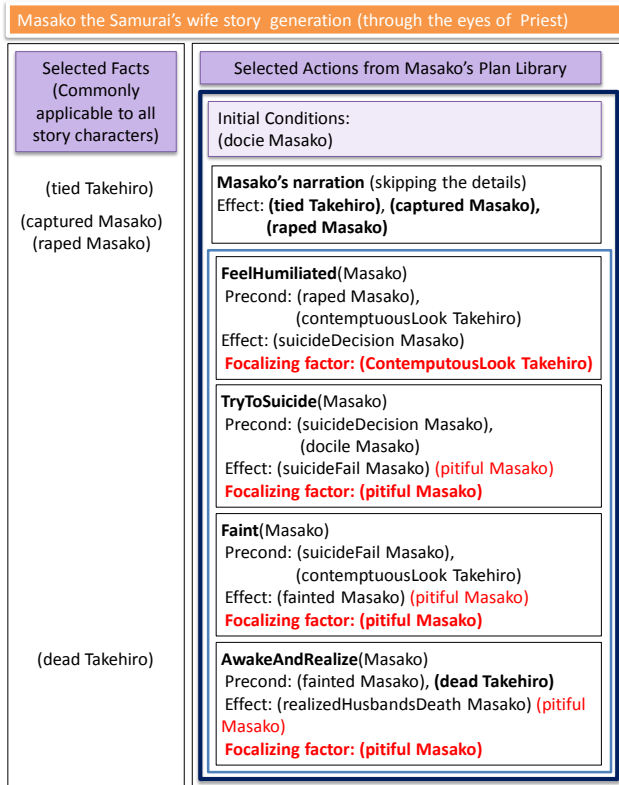 Masako the Samurai's wife story  generation (through the eyes of  Priest)
Selected Facts
(Commonly
applicable to all
story characters)
(tied Takehiro)
(captured Masako)
(raped Masako)
(dead Takehiro)
Selected Actions from Masako's Plan Library
Initial Conditions:
(docie Masako)
Masako's narration (skipping the details)
Effect: (tied Takehiro), (captured Masako),
(raped Masako)
FeelHumiliated(Masako)
Precond: (raped Masako),
(contemptuousLook Takehiro)
Effect: (suicideDecision Masako)
Focalizing factor: (ContemputousLook Takehiro)
TryToSuicide(Masako)
Precond: (suicideDecision Masako),
(docile Masako)
Effect: (suicideFail Masako) (pitiful Masako)
Focalizing factor: (pitiful Masako)
Faint(Masako)
Precond: (suicideFail Masako),
(contemptuousLook Takehiro)
Effect: (fainted Masako) (pitiful Masako)
Focalizing factor: (pitiful Masako)
AwakeAndRealize(Masako)
Precond: (fainted Masako), (dead Takehiro)
Effect: (realizedHusbandsDeath Masako) (pitiful
Masako)
Focalizing factor: (pitiful Masako)